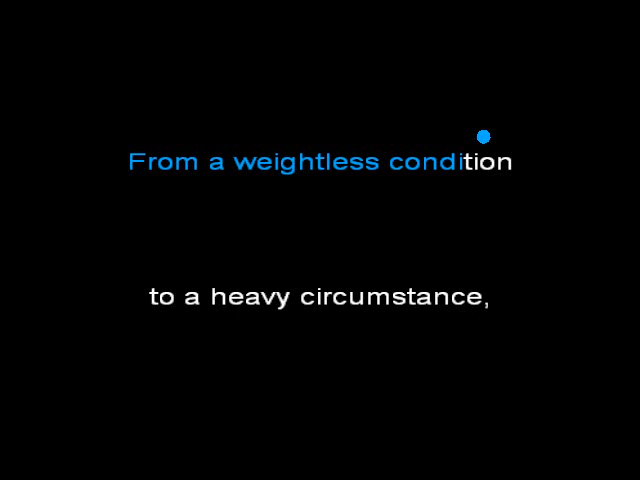 From a weightless condition
to a heavy circumstance,